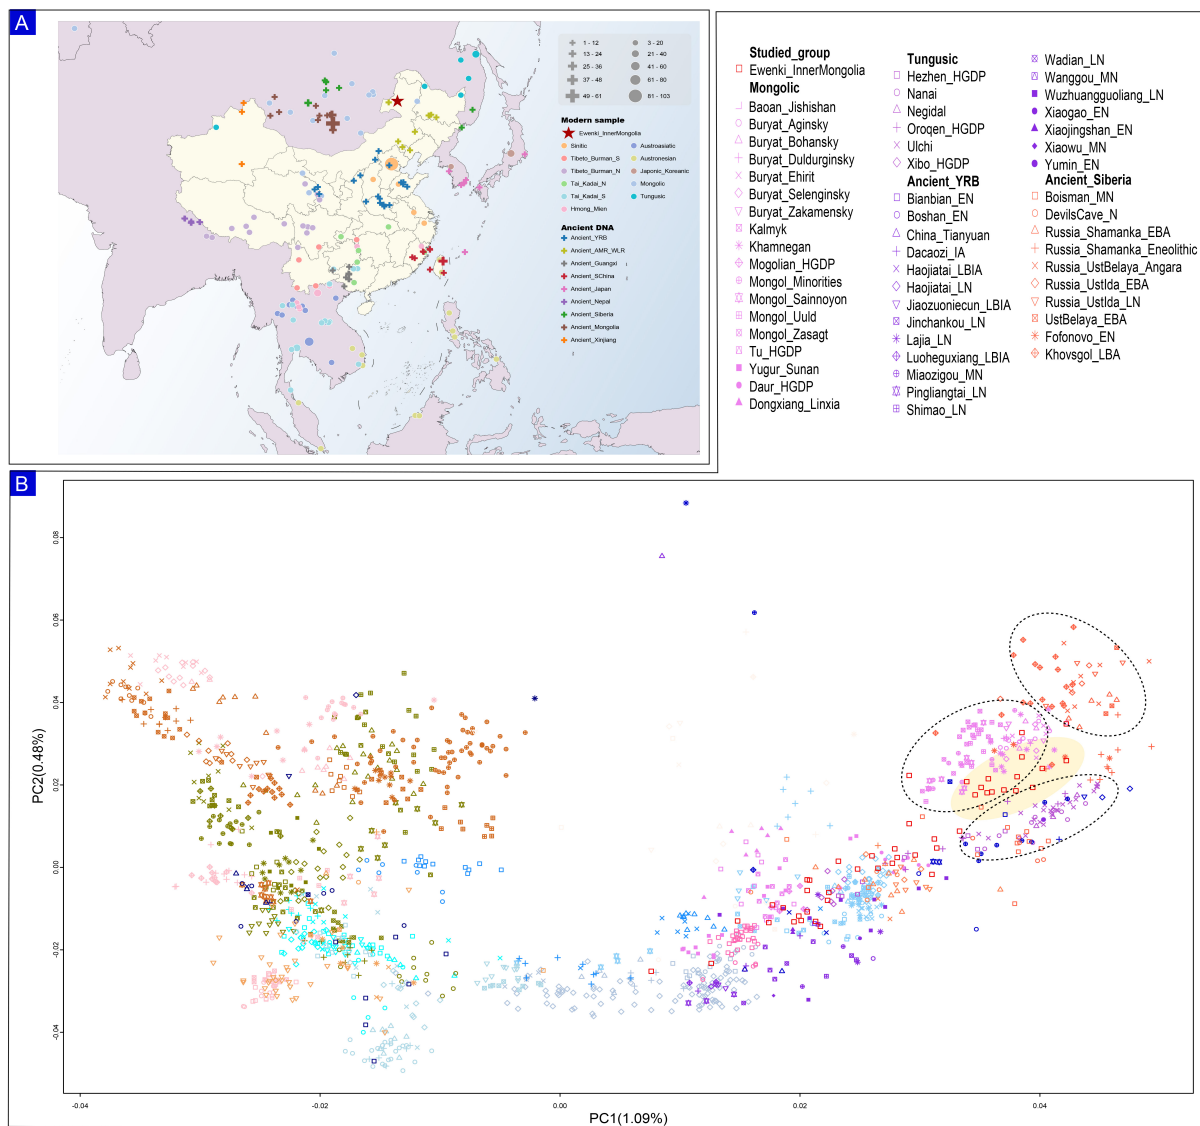 A
1 - 12
3 - 20
13 - 24
21 - 40
25 - 36
41 - 60
37 - 48
61 - 80
49 - 61
81 - 103
Modern sample
Ewenki_InnerMongolia
Sinitic
Austroasiatic
Tibeto_Burman_S
Austronesian
Tibeto_Burman_N
Japonic_Koreanic
Tai_Kadai_N
Mongolic
Tai_Kadai_S
Tungusic
Hmong_Mien
Ancient DNA
Ancient_YRB
Ancient_AMR_WLR
Ancient_Guangxi
Ancient_SChina
Ancient_Japan
Ancient_Nepal
Ancient_Siberia
Ancient_Mongolia
Ancient_Xinjiang
Studied_group
Ewenki_InnerMongolia
Mongolic
Baoan_Jishishan
Buryat_Aginsky
Buryat_Bohansky
Buryat_Duldurginsky
Buryat_Ehirit
Buryat_Selenginsky
Buryat_Zakamensky
Kalmyk
Khamnegan
Mogolian_HGDP
Mongol_Minorities
Mongol_Sainnoyon
Mongol_Uuld
Mongol_Zasagt
Tu_HGDP
Yugur_Sunan
Daur_HGDP
Dongxiang_Linxia
Tungusic
Hezhen_HGDP
Nanai
Negidal
Oroqen_HGDP
Ulchi
Xibo_HGDP
Ancient_YRB
Bianbian_EN
Boshan_EN
China_Tianyuan
Dacaozi_IA
Haojiatai_LBIA
Haojiatai_LN
Jiaozuoniecun_LBIA
Jinchankou_LN
Lajia_LN
Luoheguxiang_LBIA
Miaozigou_MN
Pingliangtai_LN
Shimao_LN
Wadian_LN
Wanggou_MN
Wuzhuangguoliang_LN
Xiaogao_EN
Xiaojingshan_EN
Xiaowu_MN
Yumin_EN
Ancient_Siberia
Boisman_MN
DevilsCave_N
Russia_Shamanka_EBA
Russia_Shamanka_Eneolithic
Russia_UstBelaya_Angara
Russia_UstIda_EBA
Russia_UstIda_LN
UstBelaya_EBA
Fofonovo_EN
Khovsgol_LBA
B
PC2(0.48%)
0.08
0.06
0.04
0.02
0.00
-0.02
-0.04
-0.04
-0.02
0.00
0.02
0.04
PC1(1.09%)